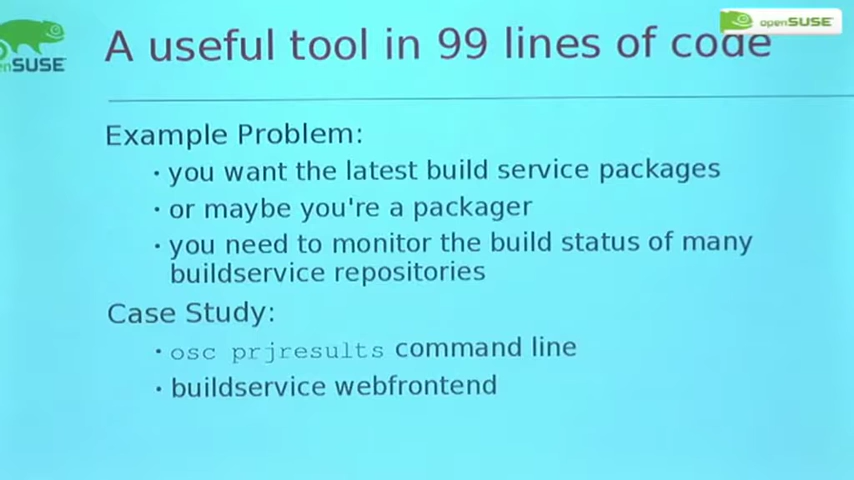 openSUSE
A useful tool in 99 lines of code
nSUSE
Example Problem:
• you want the latest build service packages
• or maybe you're a packager
• you need to monitor the build status of many
buildservice repositories
Case Study:
• osc prjresults command line
• buildservice webfrontend